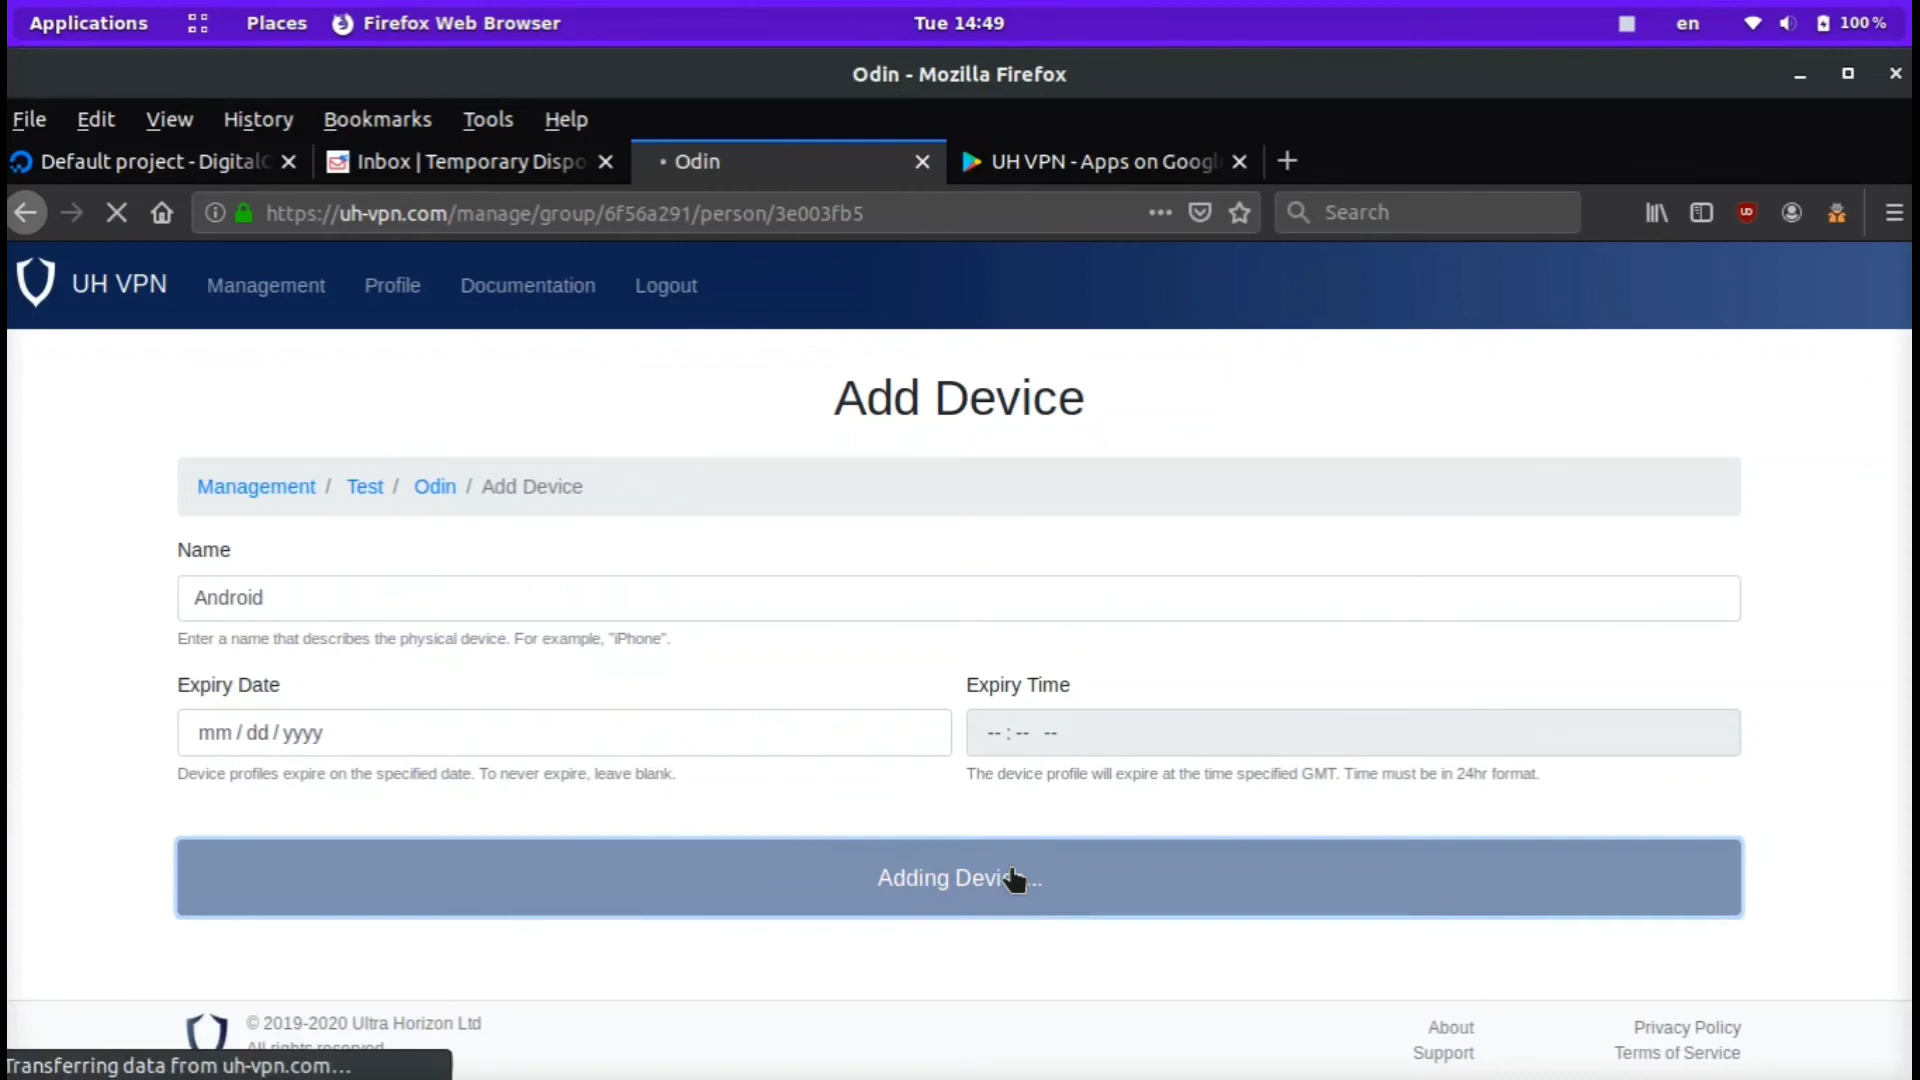 Applications Places Firefox Web Browser Tue 14:49 en 100 %
Odin - Mozilla Firefox
File Edit View History Bookmarks Tools Help
Default project - Digital Inbox | Temporary Dispo • Odin UH VPN - Apps on Googl
https://uh-vpn.com/manage/group/6f56a291/person/3e003fb5 Search
UH VPN Management Profile Documentation Logout
Add Device
Management / Test / Odin / Add Device
Name
Android
Enter a name that describes the physical device. For example, "iPhone".
Expiry Date Expiry Time
mm / dd / yyyy -- : -- --
Device profiles expire on the specified date. To never expire, leave blank. The device profile will expire at the time specified GMT. Time must be in 24hr format.
Adding Devi...
© 2019-2020 Ultra Horizon Ltd About Privacy Policy
All rights reserved Support Terms of Service
Transferring data from uh-vpn.com...